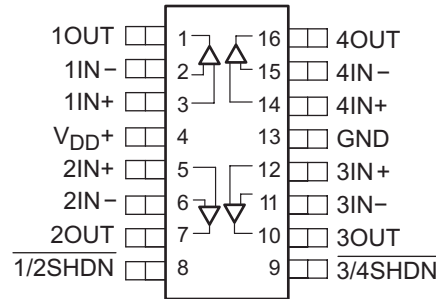 1OUT 1 16 4OUT
1IN− 2 15 4IN−
1IN+ 3 14 4IN+
VDD+ 4 13 GND
2IN+ 5 12 3IN+
2IN− 6 11 3IN−
2OUT 7 10 3OUT
1/2SHDN 8 9 3/4SHDN